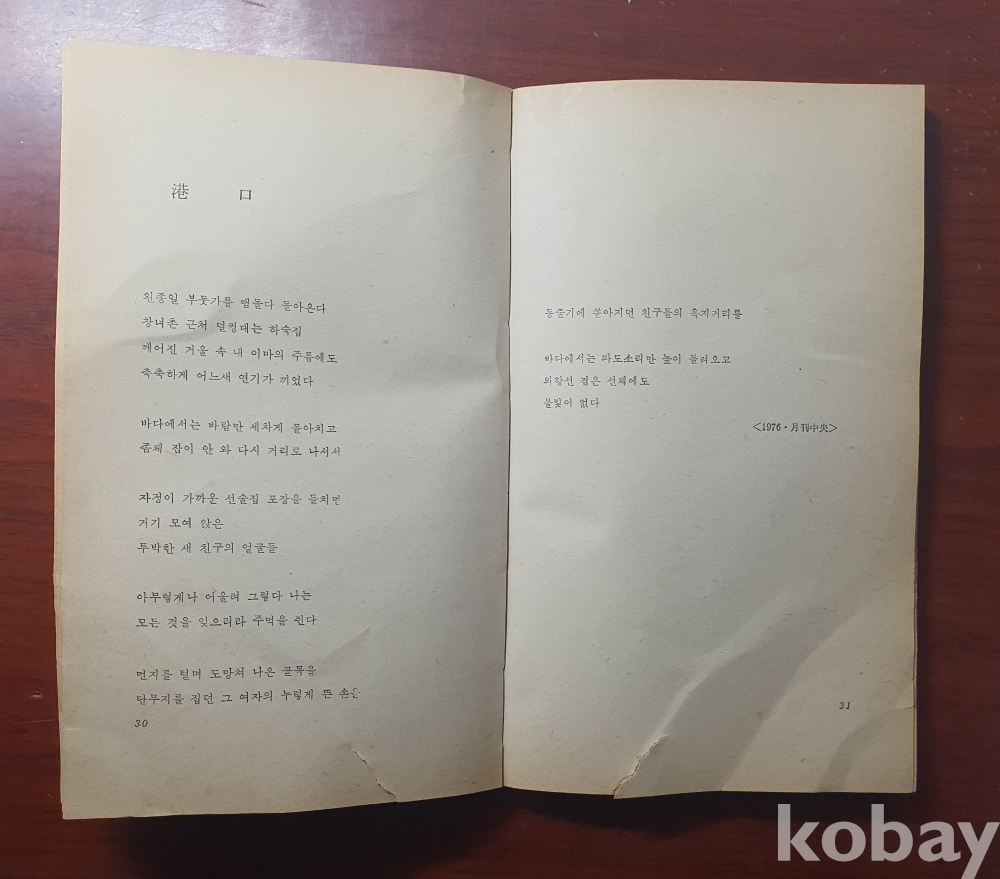 港 口
왼종일 부둣가를 맴돌다 돌아온다
창녀촌 근처 덜컹대는 하숙집
깨어진 거울 속 내 이마의 주름에도
축축하게 어느새 연기가 끼었다
바다에서는 바람만 세차게 몰아치고
좀체 잠이 안 와 다시 거리로 나서서
자정이 가까운 선술집 포장을 들치면
거기 모여 앉은
투박한 새 친구의 얼굴들
아무렇게나 어울려 그렇다 나는
모든 것을 잊으리라 주먹을 쥔다
먼지를 털며 도망쳐 나온 골목을
단무지를 집던 그 여자의 누렇게 뜬 손을
30
등줄기에 쏟아지던 친구들의 욕지거리를
바다에서는 파도소리만 높이 들려오고
외항선 검은 선체에도
불빛이 없다
〈1976·月刊中央〉
31
kobay